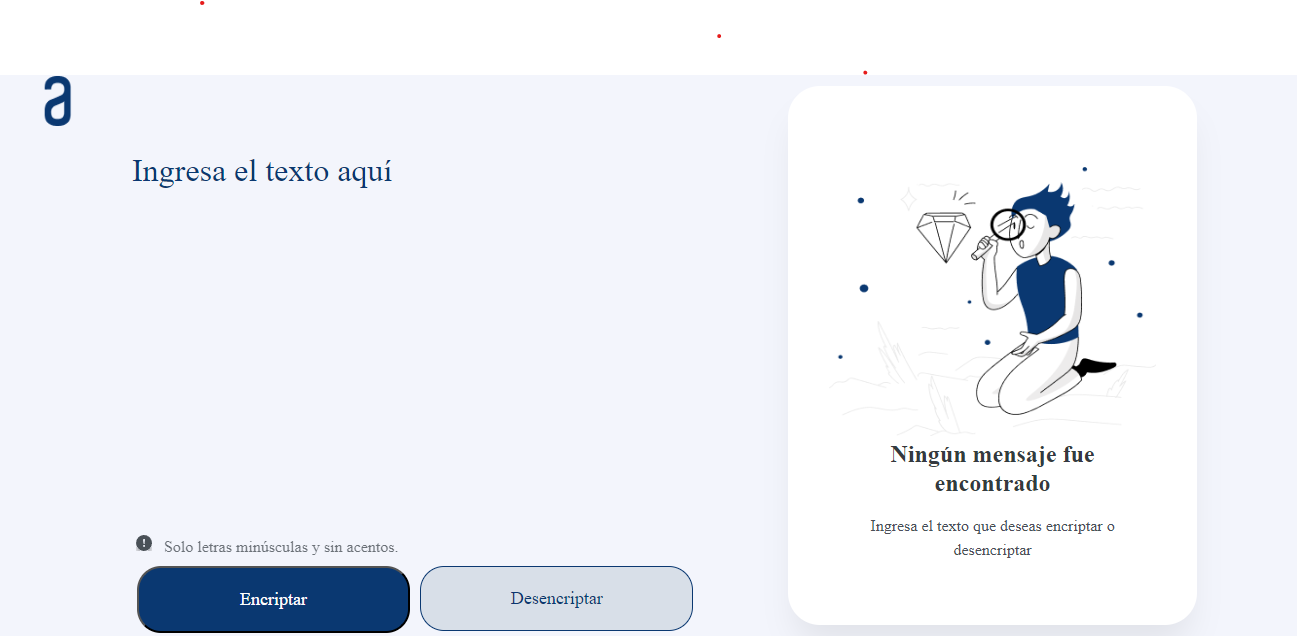 a
Ingresa el texto aquí
Solo letras minúsculas y sin acentos.
Encriptar
Desencriptar
Ningún mensaje fue
encontrado
Ingresa el texto que deseas encriptar o
desencriptar